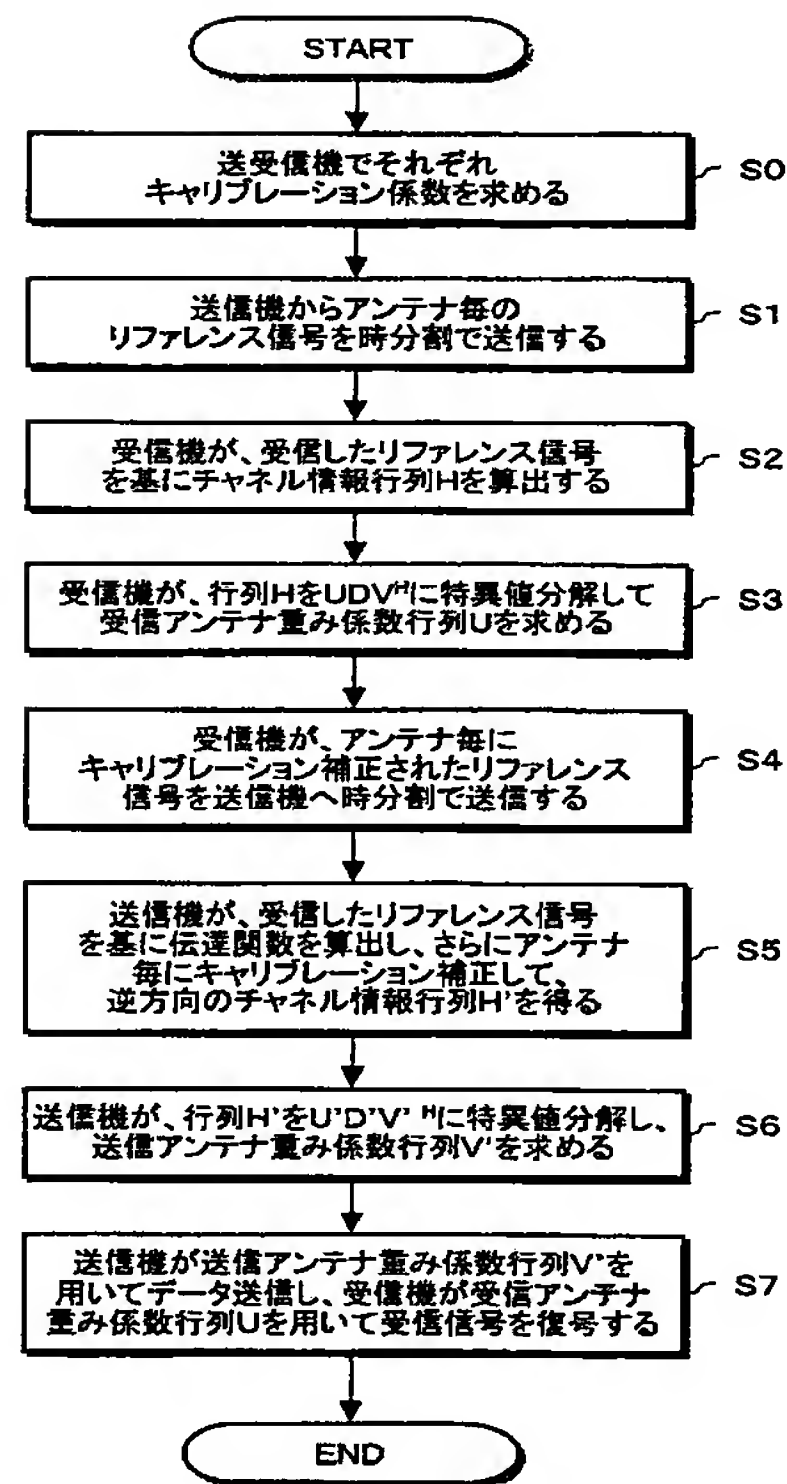 START
送受信機でそれぞれ
キャリブレーション係数を求める
S0
送信機からアンテナ毎の
リファレンス信号を時分割で送信する
S1
受信機が、受信したリファレンス信号
を基にチャネル情報行列Hを算出する
S2
受信機が、行列HをUDVᴴに特異値分解して
受信アンテナ重み係数行列Uを求める
S3
受信機が、アンテナ毎に
キャリブレーション補正されたリファレンス
信号を送信機へ時分割で送信する
S4
送信機が、受信したリファレンス信号
を基に伝達関数を算出し、さらにアンテナ
毎にキャリブレーション補正して、
逆方向のチャネル情報行列H'を得る
S5
送信機が、行列H'をU'D'V'ᴴに特異値分解し、
送信アンテナ重み係数行列V'を求める
S6
送信機が送信アンテナ重み係数行列V'を
用いてデータ送信し、受信機が受信アンテナ
重み係数行列Uを用いて受信信号を復号する
S7
END